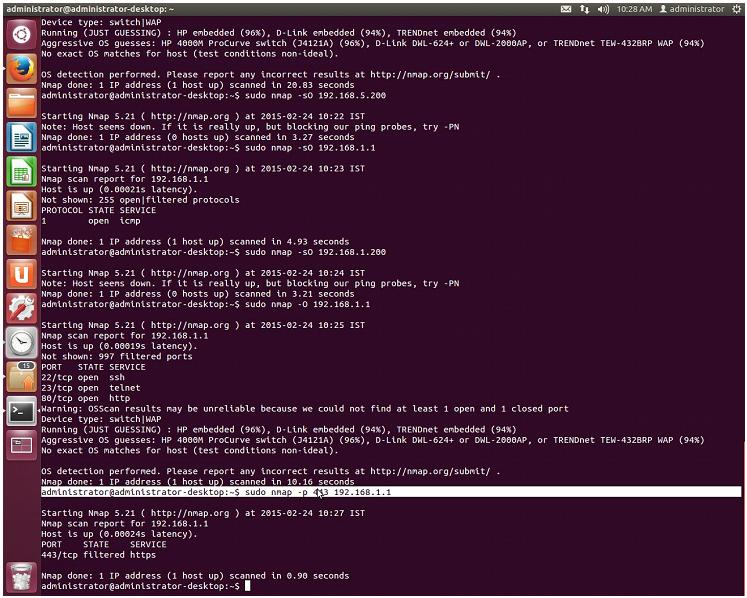 administrator@administrator-desktop: ~
10:28 AM administrator
Device type: switch|WAP
Running (JUST GUESSING) : HP embedded (96%), D-Link embedded (94%), TRENDnet embedded (94%)
Aggressive OS guesses: HP 4000M ProCurve switch (J4121A) (96%), D-Link DWL-624+ or DWL-2000AP, or TRENDnet TEW-432BRP WAP (94%)
No exact OS matches for host (test conditions non-ideal).
OS detection performed. Please report any incorrect results at http://nmap.org/submit/ .
Nmap done: 1 IP address (1 host up) scanned in 20.83 seconds
administrator@administrator-desktop:~$ sudo nmap -sO 192.168.5.200
Starting Nmap 5.21 ( http://nmap.org ) at 2015-02-24 10:22 IST
Note: Host seems down. If it is really up, but blocking our ping probes, try -PN
Nmap done: 1 IP address (0 hosts up) scanned in 3.27 seconds
administrator@administrator-desktop:~$ sudo nmap -sO 192.168.1.1
Starting Nmap 5.21 ( http://nmap.org ) at 2015-02-24 10:23 IST
Nmap scan report for 192.168.1.1
Host is up (0.00021s latency).
Not shown: 255 open|filtered protocols
PROTOCOL STATE SERVICE
1        open  icmp
Nmap done: 1 IP address (1 host up) scanned in 4.93 seconds
administrator@administrator-desktop:~$ sudo nmap -sO 192.168.1.200
Starting Nmap 5.21 ( http://nmap.org ) at 2015-02-24 10:24 IST
Note: Host seems down. If it is really up, but blocking our ping probes, try -PN
Nmap done: 1 IP address (0 hosts up) scanned in 3.21 seconds
administrator@administrator-desktop:~$ sudo nmap -O 192.168.1.1
Starting Nmap 5.21 ( http://nmap.org ) at 2015-02-24 10:25 IST
Nmap scan report for 192.168.1.1
Host is up (0.00019s latency).
Not shown: 997 filtered ports
PORT   STATE SERVICE
22/tcp open  ssh
23/tcp open  telnet
80/tcp open  http
Warning: OSScan results may be unreliable because we could not find at least 1 open and 1 closed port
Device type: switch|WAP
Running (JUST GUESSING) : HP embedded (96%), D-Link embedded (94%), TRENDnet embedded (94%)
Aggressive OS guesses: HP 4000M ProCurve switch (J4121A) (96%), D-Link DWL-624+ or DWL-2000AP, or TRENDnet TEW-432BRP WAP (94%)
No exact OS matches for host (test conditions non-ideal).
OS detection performed. Please report any incorrect results at http://nmap.org/submit/ .
Nmap done: 1 IP address (1 host up) scanned in 10.16 seconds
administrator@administrator-desktop:~$ sudo nmap -p 443 192.168.1.1
Starting Nmap 5.21 ( http://nmap.org ) at 2015-02-24 10:27 IST
Nmap scan report for 192.168.1.1
Host is up (0.00024s latency).
PORT    STATE    SERVICE
443/tcp filtered https
Nmap done: 1 IP address (1 host up) scanned in 0.90 seconds
administrator@administrator-desktop:~$
15